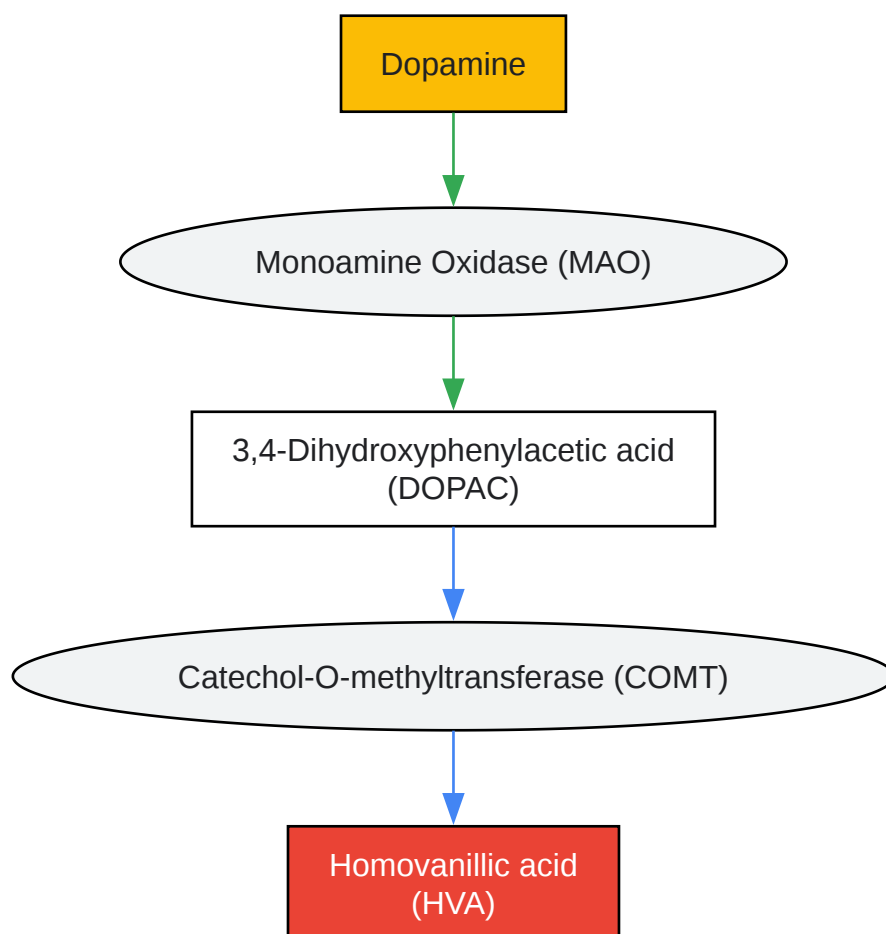 Dopamine
Monoamine Oxidase (MAO)
3,4-Dihydroxyphenylacetic acid
(DOPAC)
Catechol-O-methyltransferase (COMT)
Homovanillic acid
(HVA)